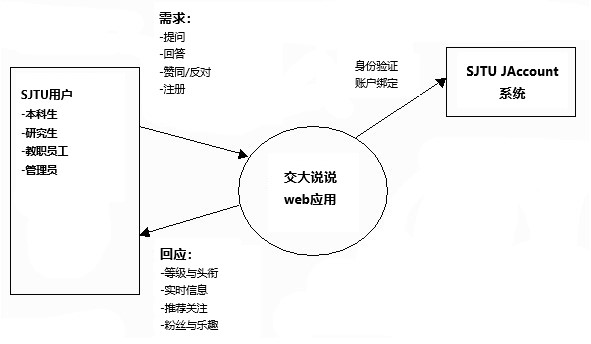 需求：
-提问
-回答
-赞同/反对
-注册
SJTU用户
-本科生
-研究生
-教职员工
-管理员
身份验证
账户绑定
SJTU JAccount
系统
交大说说
web应用
回应：
-等级与头衔
-实时信息
-推荐关注
-粉丝与乐趣